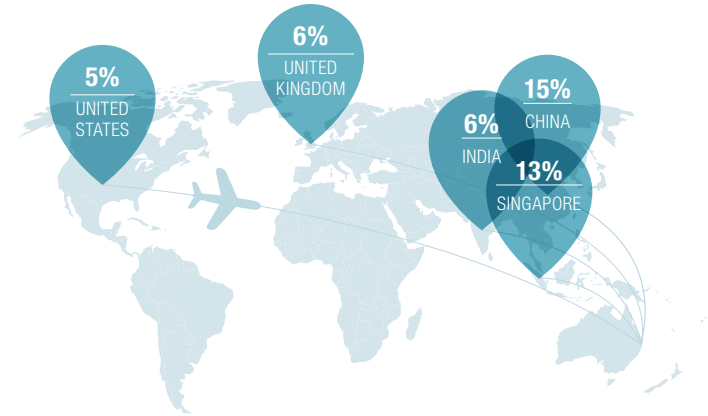 5%
UNITED
STATES
6%
UNITED
KINGDOM
6%
INDIA
15%
CHINA
13%
SINGAPORE